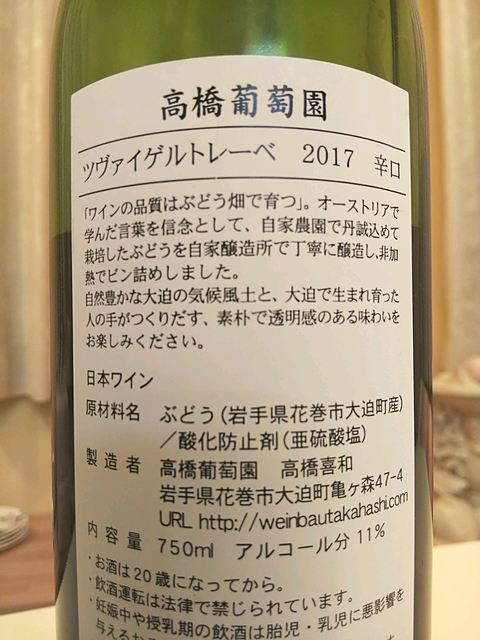 高橋葡萄園
ツヴァイゲルトレーベ 2017 辛口
「ワインの品質はぶどう畑で育つ」。オーストリアで
学んだ言葉を信念として、自家農園で丹誠込めて
栽培したぶどうを自家醸造所で丁寧に醸造し、非加
熱でビン詰めしました。
自然豊かな大迫の気候風土と、大迫で生まれ育った
人の手がつくりだす、素朴で透明感のある味わいを
お楽しみください。
日本ワイン
原材料名 ぶどう(岩手県花巻市大迫町産)
/酸化防止剤(亜硫酸塩)
製造者 高橋葡萄園 高橋喜和
岩手県花巻市大迫町亀ヶ森47-4
URL http://weinbautakahashi.com
内容量 750ml アルコール分 11%
・お酒は20歳になってから。
・飲酒運転は法律で禁じられています。
・妊娠中や授乳期の飲酒は胎児・乳児に悪影響を
与えるお